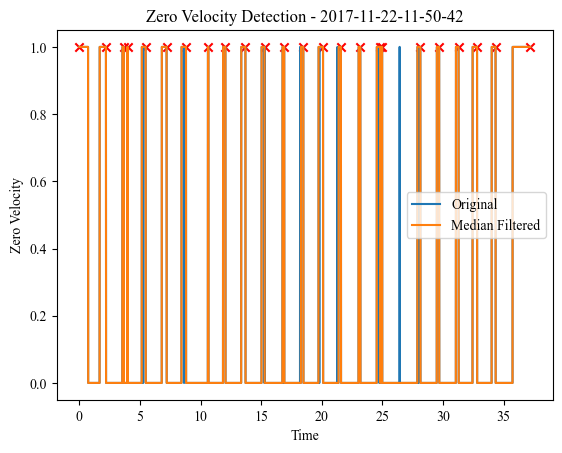 Zero Velocity Detection - 2017-11-22-11-50-42
1.0
0.8
0.6
0.4
0.2
0.0
Zero Velocity
Original
Median Filtered
0 5 10 15 20 25 30 35
Time